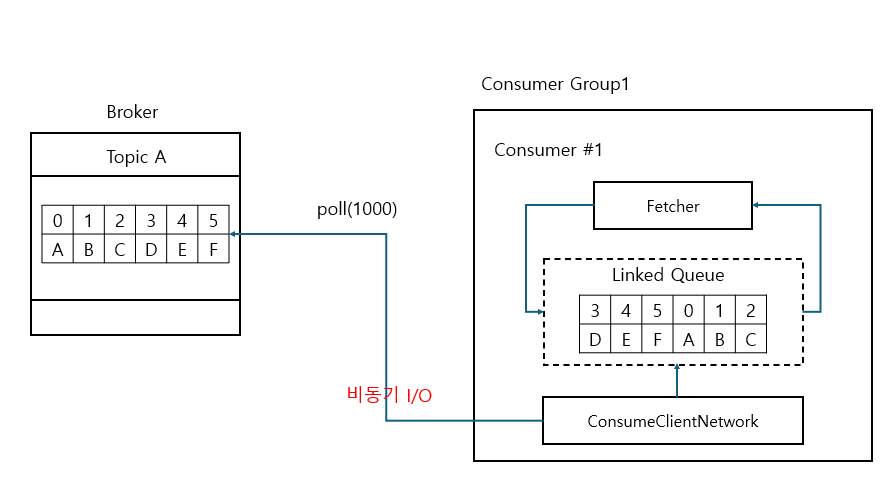 Consumer Group1
Broker
Topic A
Consumer #1
0 1 2 3 4 5
A B C D E F
poll(1000)
Fetcher
Linked Queue
3 4 5 0 1 2
D E F A B C
비동기 I/O
ConsumeClientNetwork